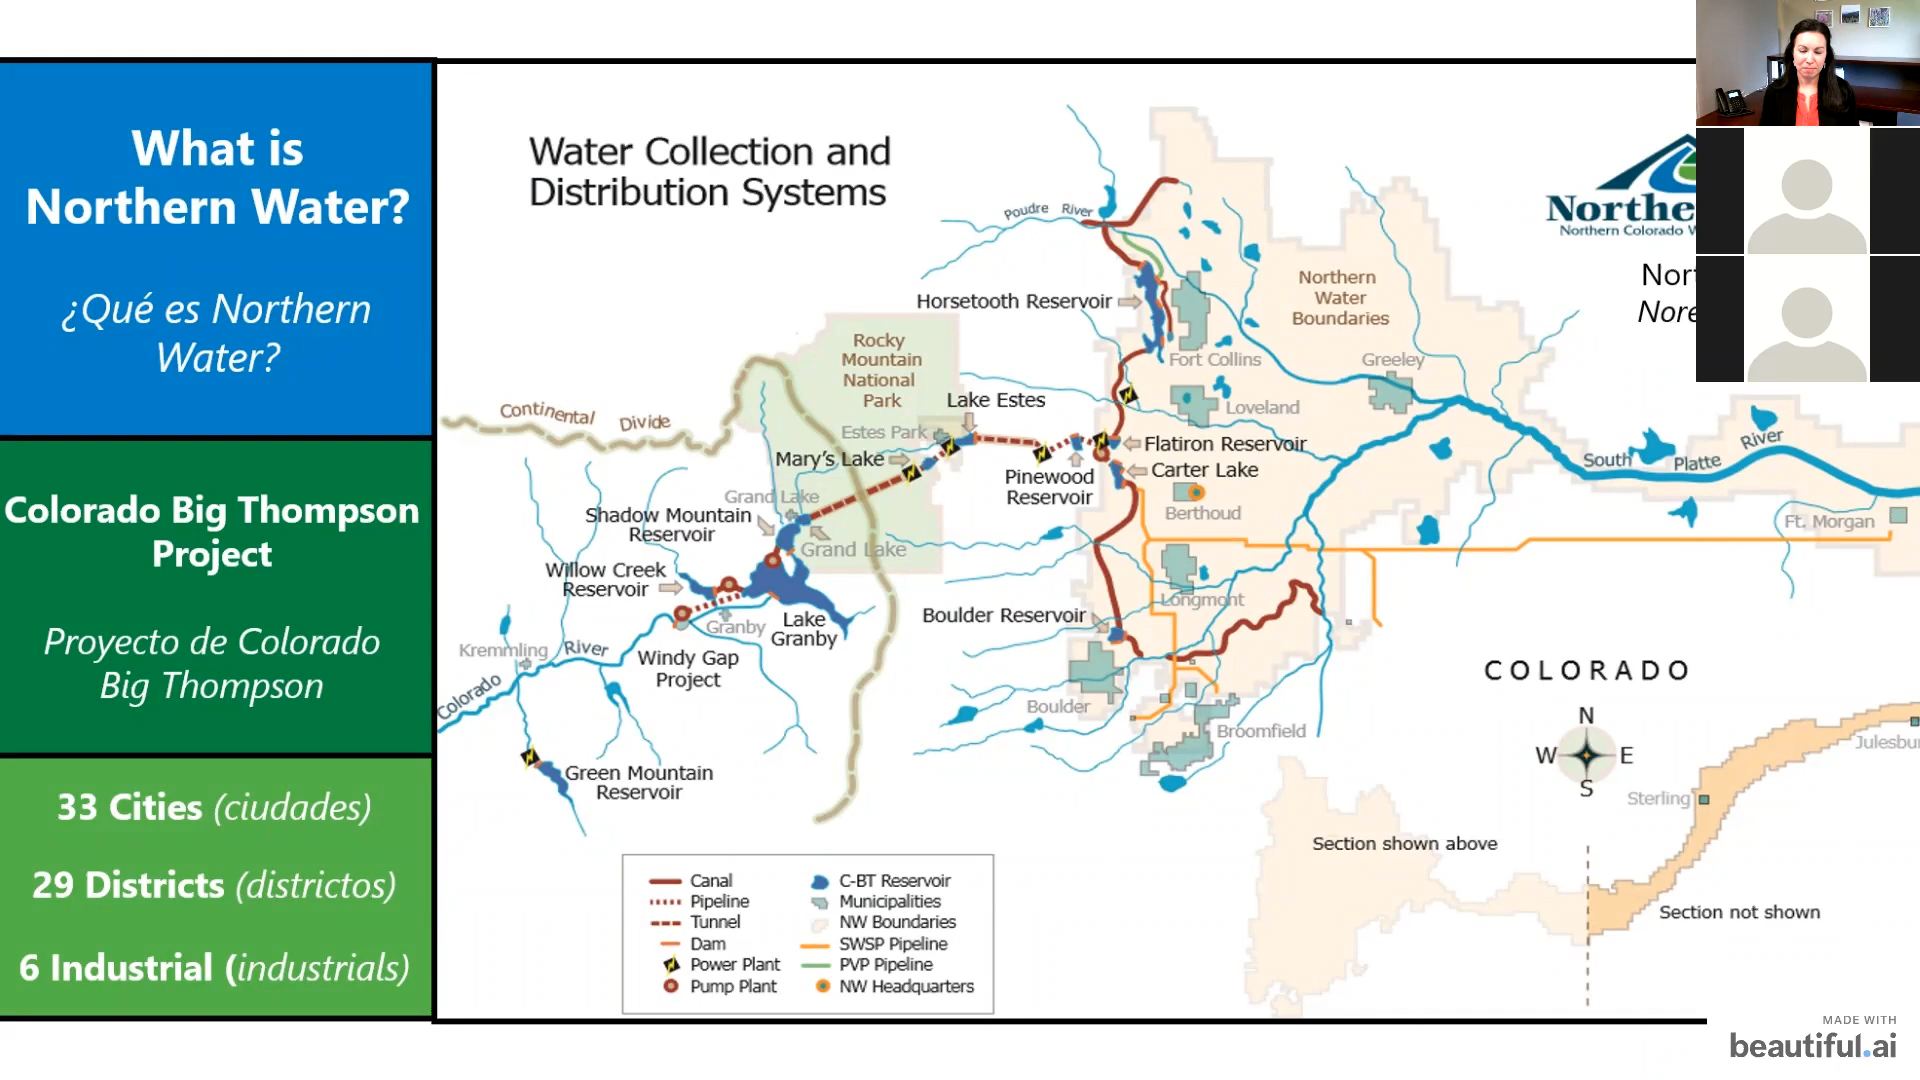 What is
Northern Water?
¿Qué es Northern
Water?
Colorado Big Thompson
Project
Proyecto de Colorado
Big Thompson
33 Cities (ciudades)
29 Districts (districtos)
6 Industrial (industrials)
Water Collection and
Distribution Systems
Poudre River
Horsetooth Reservoir
Fort Collins
Northern
Water
Boundaries
Greeley
Loveland
Rocky
Mountain
National
Park
Continental Divide
Lake Estes
Estes Park
Mary's Lake
Flatiron Reservoir
Carter Lake
Pinewood
Reservoir
Berthoud
South Platte River
Ft. Morgan
Grand Lake
Shadow Mountain
Reservoir
Grand Lake
Willow Creek
Reservoir
Granby
Lake
Granby
Windy Gap
Project
Kremmling
Colorado River
Green Mountain
Reservoir
Boulder Reservoir
Longmont
Boulder
Broomfield
COLORADO
N
W E
S
Sterling
Section shown above
Section not shown
Canal
Pipeline
Tunnel
Dam
Power Plant
Pump Plant
C-BT Reservoir
Municipalities
NW Boundaries
SWSP Pipeline
PVP Pipeline
NW Headquarters
Northern Colorado
MADE WITH
beautiful.ai